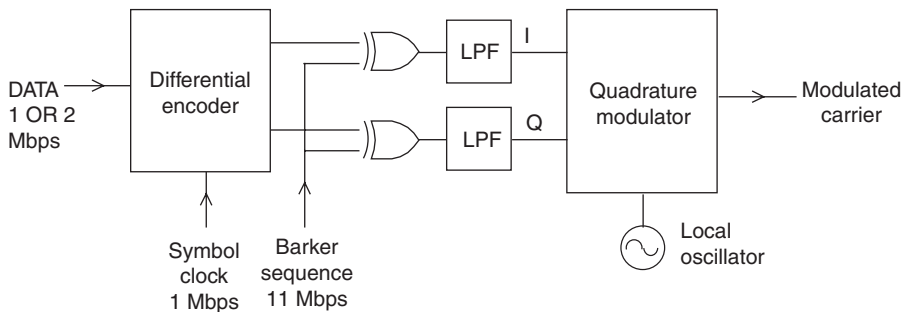 DATA
1 OR 2
Mbps
Differential
encoder
Symbol
clock
1 Mbps
Barker
sequence
11 Mbps
LPF
I
LPF
Q
Quadrature
modulator
Local
oscillator
Modulated
carrier